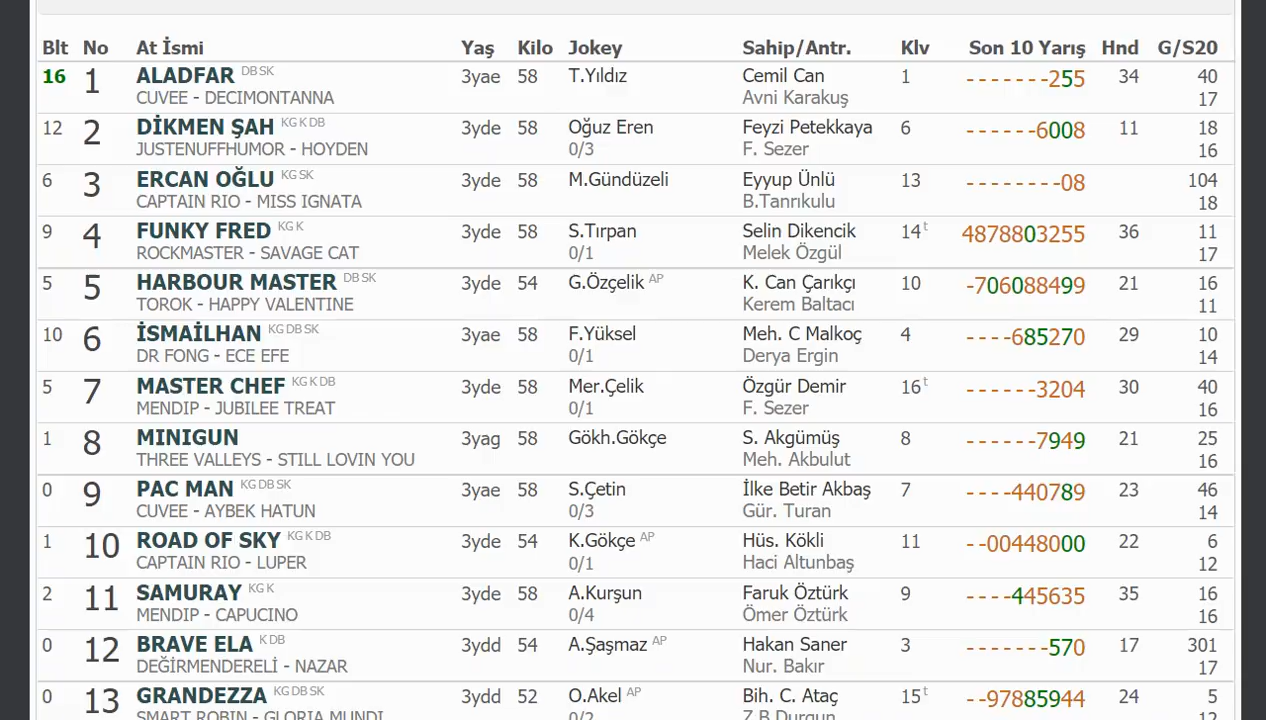 Blt No At İsmi Yaş Kilo Jokey Sahip/Antr. Klv Son 10 Yarış Hnd G/S20
16 1 ALADFAR DB SK 3yae 58 T.Yıldız Cemil Can 1 -------255 34 40
CUVEE - DECIMONTANNA Avni Karakuş 17
12 2 DİKMEN ŞAH KG K DB 3yde 58 Oğuz Eren Feyzi Petekkaya 6 ------6008 11 18
JUSTENUFFHUMOR - HOYDEN 0/3 F. Sezer 16
6 3 ERCAN OĞLU KG SK 3yde 58 M.Gündüzeli Eyyup Ünlü 13 --------08 104
CAPTAIN RIO - MISS IGNATA B.Tanrıkulu 18
9 4 FUNKY FRED KG K 3yde 58 S.Tırpan Selin Dikencik 14t 4878803255 36 11
ROCKMASTER - SAVAGE CAT 0/1 Melek Özgül 17
5 5 HARBOUR MASTER DB SK 3yde 54 G.Özçelik AP K. Can Çarıkçı 10 -706088499 21 16
TOROK - HAPPY VALENTINE Kerem Baltacı 11
10 6 İSMAİLHAN KG DB SK 3yae 58 F.Yüksel Meh. C Malkoç 4 ----685270 29 10
DR FONG - ECE EFE 0/1 Derya Ergin 14
5 7 MASTER CHEF KG K DB 3yde 58 Mer.Çelik Özgür Demir 16t ------3204 30 40
MENDIP - JUBILEE TREAT 0/1 F. Sezer 16
1 8 MINIGUN 3yag 58 Gökh.Gökçe S. Akgümüş 8 ------7949 21 25
THREE VALLEYS - STILL LOVIN YOU Meh. Akbulut 16
0 9 PAC MAN KG DB SK 3yae 58 S.Çetin İlke Betir Akbaş 7 ----440789 23 46
CUVEE - AYBEK HATUN 0/3 Gür. Turan 14
1 10 ROAD OF SKY KG K DB 3yde 54 K.Gökçe AP Hüs. Kökli 11 --00448000 22 6
CAPTAIN RIO - LUPER 0/1 Haci Altunbaş 12
2 11 SAMURAY KG K 3yde 58 A.Kurşun Faruk Öztürk 9 ----445635 35 16
MENDIP - CAPUCINO 0/4 Ömer Öztürk 16
0 12 BRAVE ELA K DB 3ydd 54 A.Şaşmaz AP Hakan Saner 3 -------570 17 301
DEĞİRMENDERELİ - NAZAR Nur. Bakır 17
0 13 GRANDEZZA KG DB SK 3ydd 52 O.Akel AP Bih. C. Ataç 15t --97885944 24 5
SMART ROBIN - GLORIA MUNDI 0/2 Z.B.Durgun 12